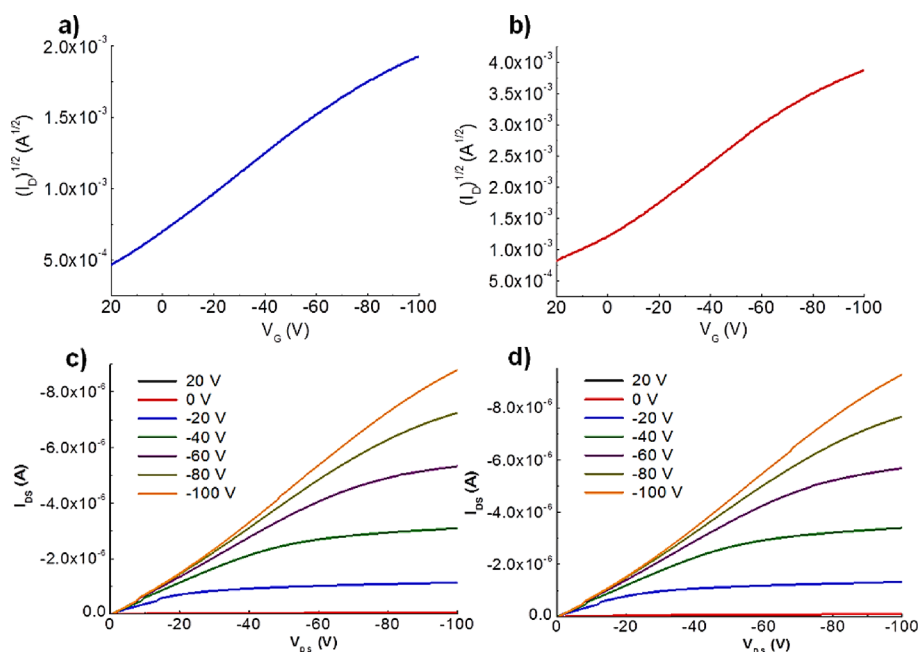 a)
2.0x10⁻³
1.5x10⁻³
1.0x10⁻³
5.0x10⁻⁴
(I_D)^1/2 (A^1/2)
20 0 -20 -40 -60 -80 -100
V_G (V)
b)
4.0x10⁻³
3.5x10⁻³
3.0x10⁻³
2.5x10⁻³
2.0x10⁻³
1.5x10⁻³
1.0x10⁻³
5.0x10⁻⁴
(I_D)^1/2 (A^1/2)
20 0 -20 -40 -60 -80 -100
V_G (V)
c)
20 V
0 V
-20 V
-40 V
-60 V
-80 V
-100 V
-8.0x10⁻⁶
-6.0x10⁻⁶
-4.0x10⁻⁶
-2.0x10⁻⁶
0.0
I_DS (A)
0 -20 -40 -60 -80 -100
V_DS (V)
d)
20 V
0 V
-20 V
-40 V
-60 V
-80 V
-100 V
-8.0x10⁻⁶
-6.0x10⁻⁶
-4.0x10⁻⁶
-2.0x10⁻⁶
0.0
I_DS (A)
0 -20 -40 -60 -80 -100
V_DS (V)